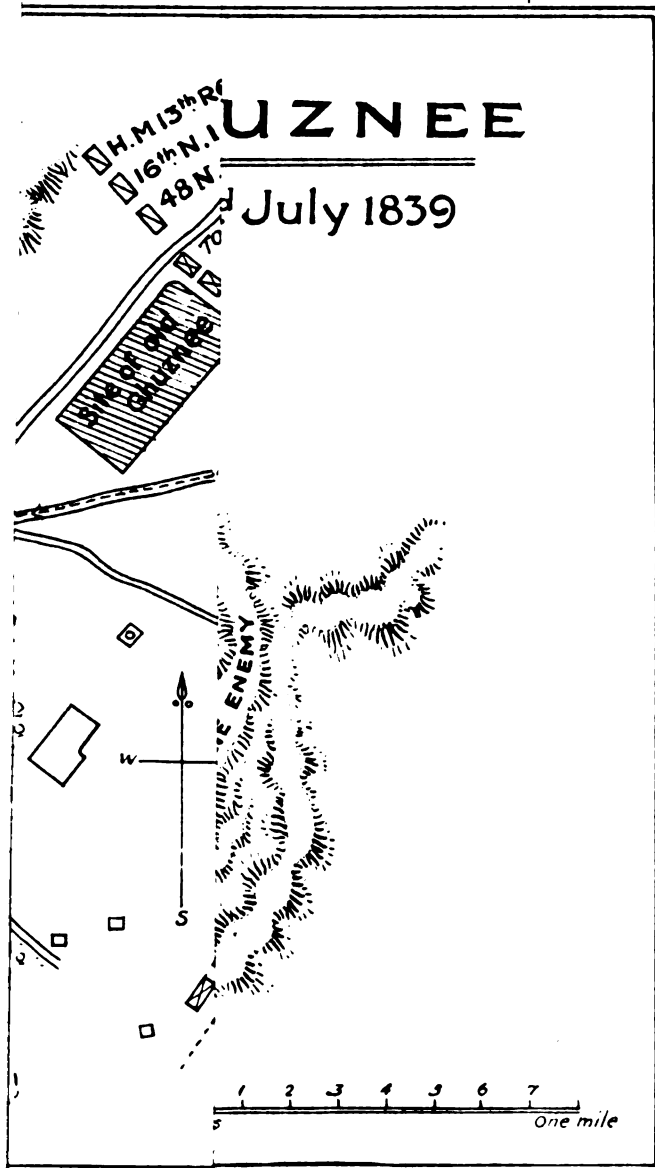 UZNEE
July 1839
H.M 13th
16th N.I
48 N
To
Site of Old
Ghuznee
ENEMY
W
S
1 2 3 4 5 6 7
One mile